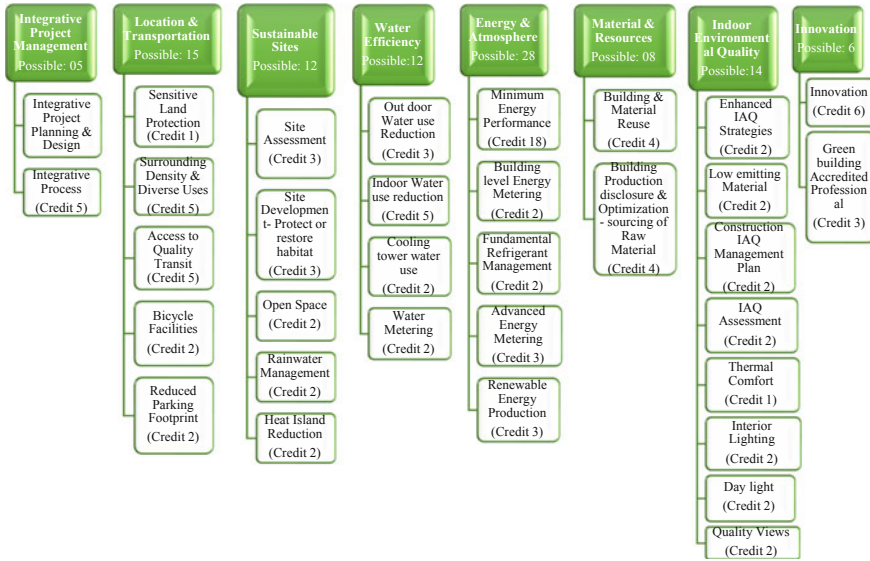 Integrative
Project
Management
Possible: 05
Integrative
Project
Planning &
Design
Integrative
Process
(Credit 5)
Location &
Transportation
Possible: 15
Sensitive
Land
Protection
(Credit 1)
Surrounding
Density &
Diverse Uses
(Credit 5)
Access to
Quality
Transit
(Credit 5)
Bicycle
Facilities
(Credit 2)
Reduced
Parking
Footprint
(Credit 2)
Sustainable
Sites
Possible: 12
Site
Assessment
(Credit 3)
Site
Developmen
t- Protect or
restore
habitat
(Credit 3)
Open Space
(Credit 2)
Rainwater
Management
(Credit 2)
Heat Island
Reduction
(Credit 2)
Water
Efficiency
Possible:12
Out door
Water use
Reduction
(Credit 3)
Indoor Water
use reduction
(Credit 5)
Cooling
tower water
use
(Credit 2)
Water
Metering
(Credit 2)
Energy &
Atmosphere
Possible: 28
Minimum
Energy
Performance
(Credit 18)
Building
level Energy
Metering
(Credit 2)
Fundamental
Refrigerant
Management
(Credit 2)
Advanced
Energy
Metering
(Credit 3)
Renewable
Energy
Production
(Credit 3)
Material &
Resources
Possible: 08
Building &
Material
Reuse
(Credit 4)
Building
Production
disclosure &
Optimization
- sourcing of
Raw
Material
(Credit 4)
Indoor
Environment
al Quality
Possible:14
Enhanced
IAQ
Strategies
(Credit 2)
Low emitting
Material
(Credit 2)
Construction
IAQ
Management
Plan
(Credit 2)
IAQ
Assessment
(Credit 2)
Thermal
Comfort
(Credit 1)
Interior
Lighting
(Credit 2)
Day light
(Credit 2)
Quality Views
(Credit 2)
Innovation
Possible: 6
Innovation
(Credit 6)
Green
building
Accredited
Profession
al
(Credit 3)